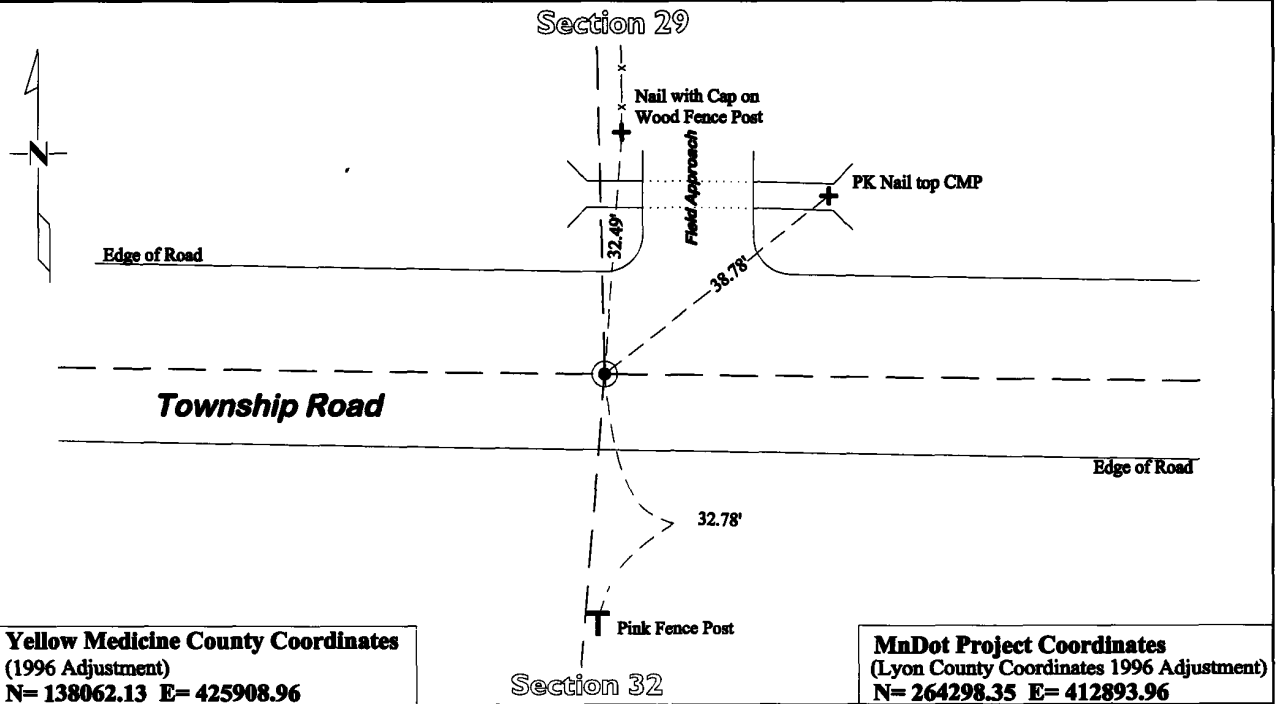 Section 29
Nail with Cap on
Wood Fence Post
N
Field Approach
PK Nail top CMP
32.49'
Edge of Road
38.78'
Township Road
Edge of Road
32.78'
Pink Fence Post
Yellow Medicine County Coordinates
(1996 Adjustment)
N= 138062.13 E= 425908.96
Section 32
MnDot Project Coordinates
(Lyon County Coordinates 1996 Adjustment)
N= 264298.35 E= 412893.96